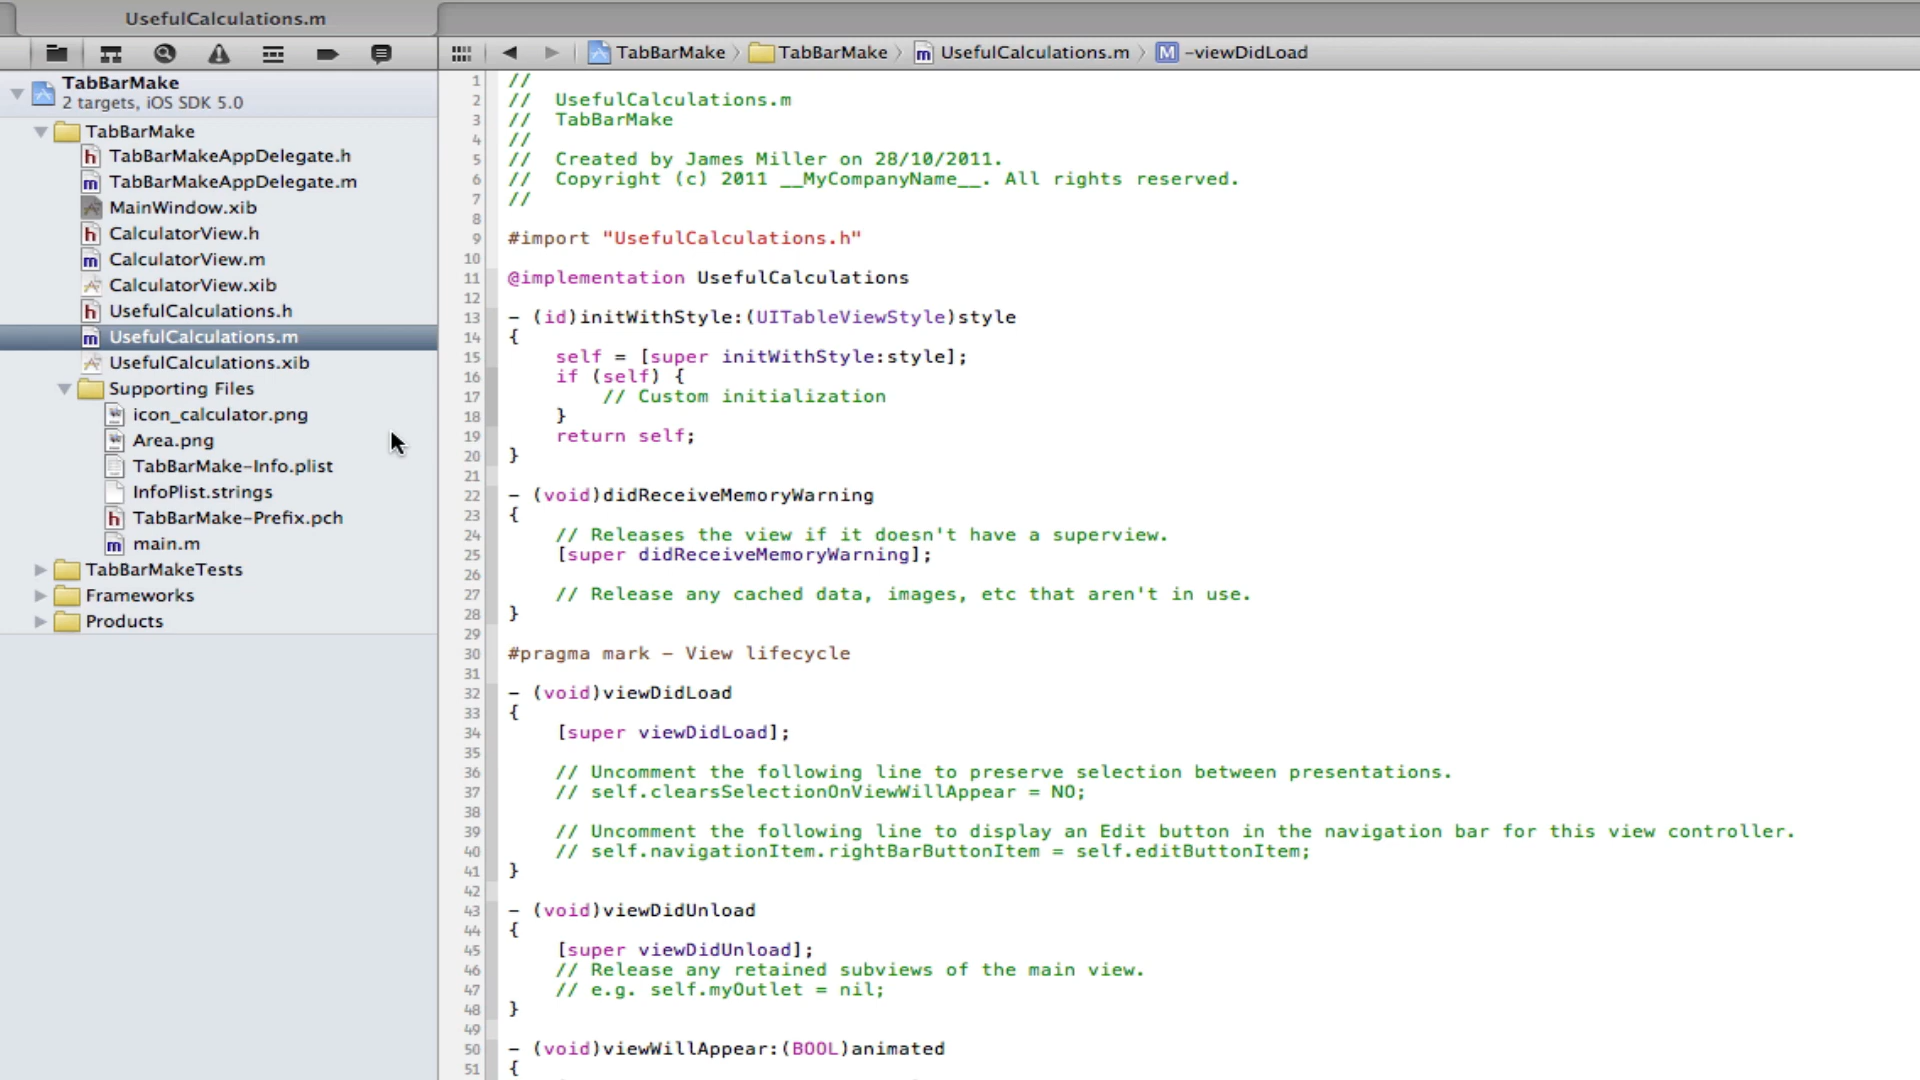 UsefulCalculations.m
TabBarMake
TabBarMake
UsefulCalculations.m
M
-viewDidLoad
TabBarMake
2 targets, iOS SDK 5.0
TabBarMake
TabBarMakeAppDelegate.h
TabBarMakeAppDelegate.m
MainWindow.xib
CalculatorView.h
CalculatorView.m
CalculatorView.xib
UsefulCalculations.h
UsefulCalculations.m
UsefulCalculations.xib
Supporting Files
icon_calculator.png
Area.png
TabBarMake-Info.plist
InfoPlist.strings
TabBarMake-Prefix.pch
main.m
TabBarMakeTests
Frameworks
Products
1 //
2 //  UsefulCalculations.m
3 //  TabBarMake
4 //
5 //  Created by James Miller on 28/10/2011.
6 //  Copyright (c) 2011 __MyCompanyName__. All rights reserved.
7 //
8
9 #import "UsefulCalculations.h"
10
11 @implementation UsefulCalculations
12
13 - (id)initWithStyle:(UITableViewStyle)style
14 {
15     self = [super initWithStyle:style];
16     if (self) {
17         // Custom initialization
18     }
19     return self;
20 }
21
22 - (void)didReceiveMemoryWarning
23 {
24     // Releases the view if it doesn't have a superview.
25     [super didReceiveMemoryWarning];
26
27     // Release any cached data, images, etc that aren't in use.
28 }
29
30 #pragma mark - View lifecycle
31
32 - (void)viewDidLoad
33 {
34     [super viewDidLoad];
35
36     // Uncomment the following line to preserve selection between presentations.
37     // self.clearsSelectionOnViewWillAppear = NO;
38
39     // Uncomment the following line to display an Edit button in the navigation bar for this view controller.
40     // self.navigationItem.rightBarButtonItem = self.editButtonItem;
41 }
42
43 - (void)viewDidUnload
44 {
45     [super viewDidUnload];
46     // Release any retained subviews of the main view.
47     // e.g. self.myOutlet = nil;
48 }
49
50 - (void)viewWillAppear:(BOOL)animated
51 {